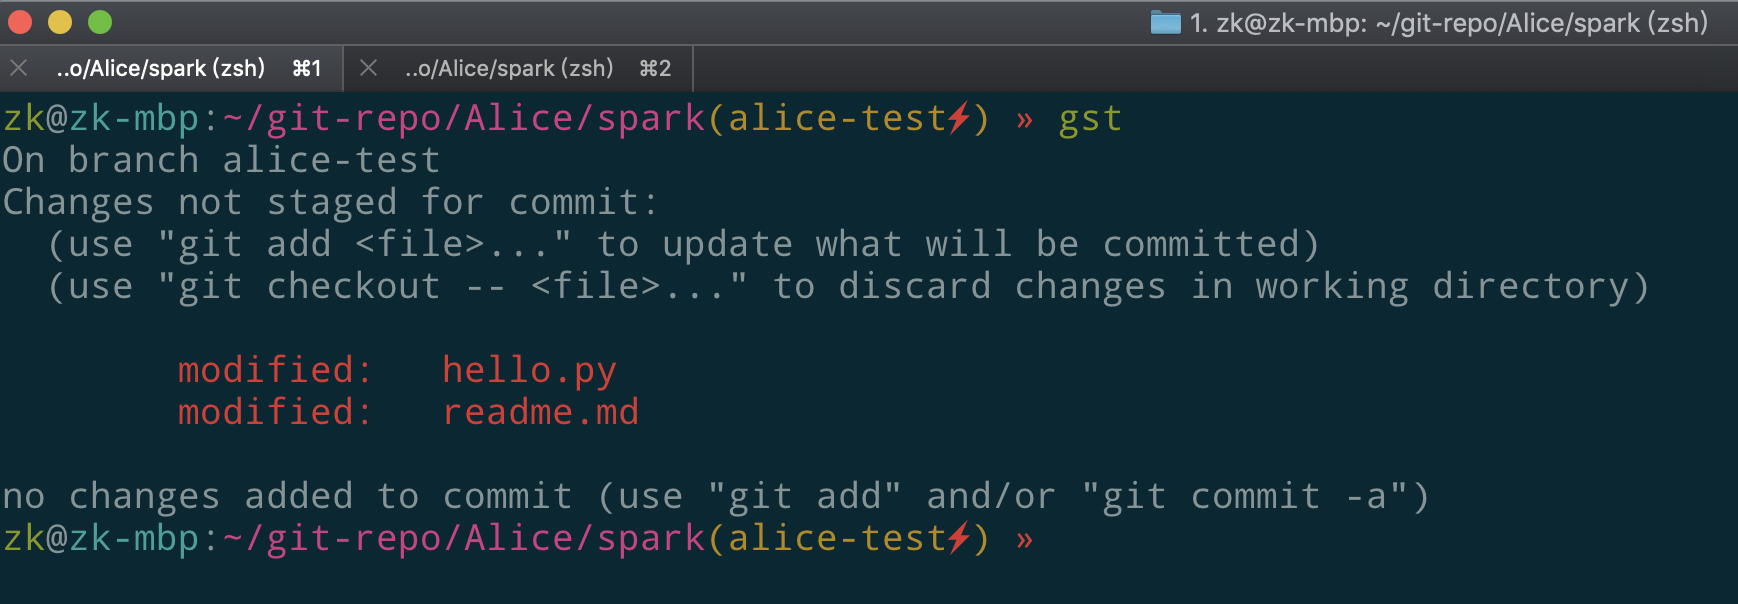 1. zk@zk-mbp: ~/git-repo/Alice/spark (zsh)
..o/Alice/spark (zsh) ⌘1 ..o/Alice/spark (zsh) ⌘2
zk@zk-mbp:~/git-repo/Alice/spark(alice-test⚡) » gst
On branch alice-test
Changes not staged for commit:
  (use "git add <file>..." to update what will be committed)
  (use "git checkout -- <file>..." to discard changes in working directory)
        modified:   hello.py
        modified:   readme.md
no changes added to commit (use "git add" and/or "git commit -a")
zk@zk-mbp:~/git-repo/Alice/spark(alice-test⚡) »